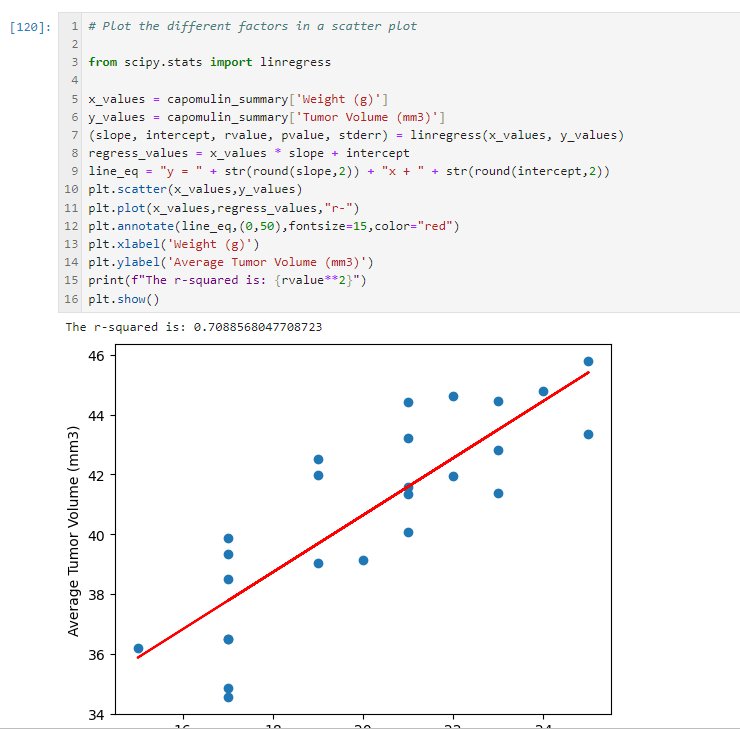 [120]:
1 # Plot the different factors in a scatter plot
2
3 from scipy.stats import linregress
4
5 x_values = capomulin_summary['Weight (g)']
6 y_values = capomulin_summary['Tumor Volume (mm3)']
7 (slope, intercept, rvalue, pvalue, stderr) = linregress(x_values, y_values)
8 regress_values = x_values * slope + intercept
9 line_eq = "y = " + str(round(slope,2)) + "x + " + str(round(intercept,2))
10 plt.scatter(x_values,y_values)
11 plt.plot(x_values,regress_values,"r-")
12 plt.annotate(line_eq,(0,50),fontsize=15,color="red")
13 plt.xlabel('Weight (g)')
14 plt.ylabel('Average Tumor Volume (mm3)')
15 print(f"The r-squared is: {rvalue**2}")
16 plt.show()
The r-squared is: 0.7088568047708723
Average Tumor Volume (mm3)
46
44
42
40
38
36
34